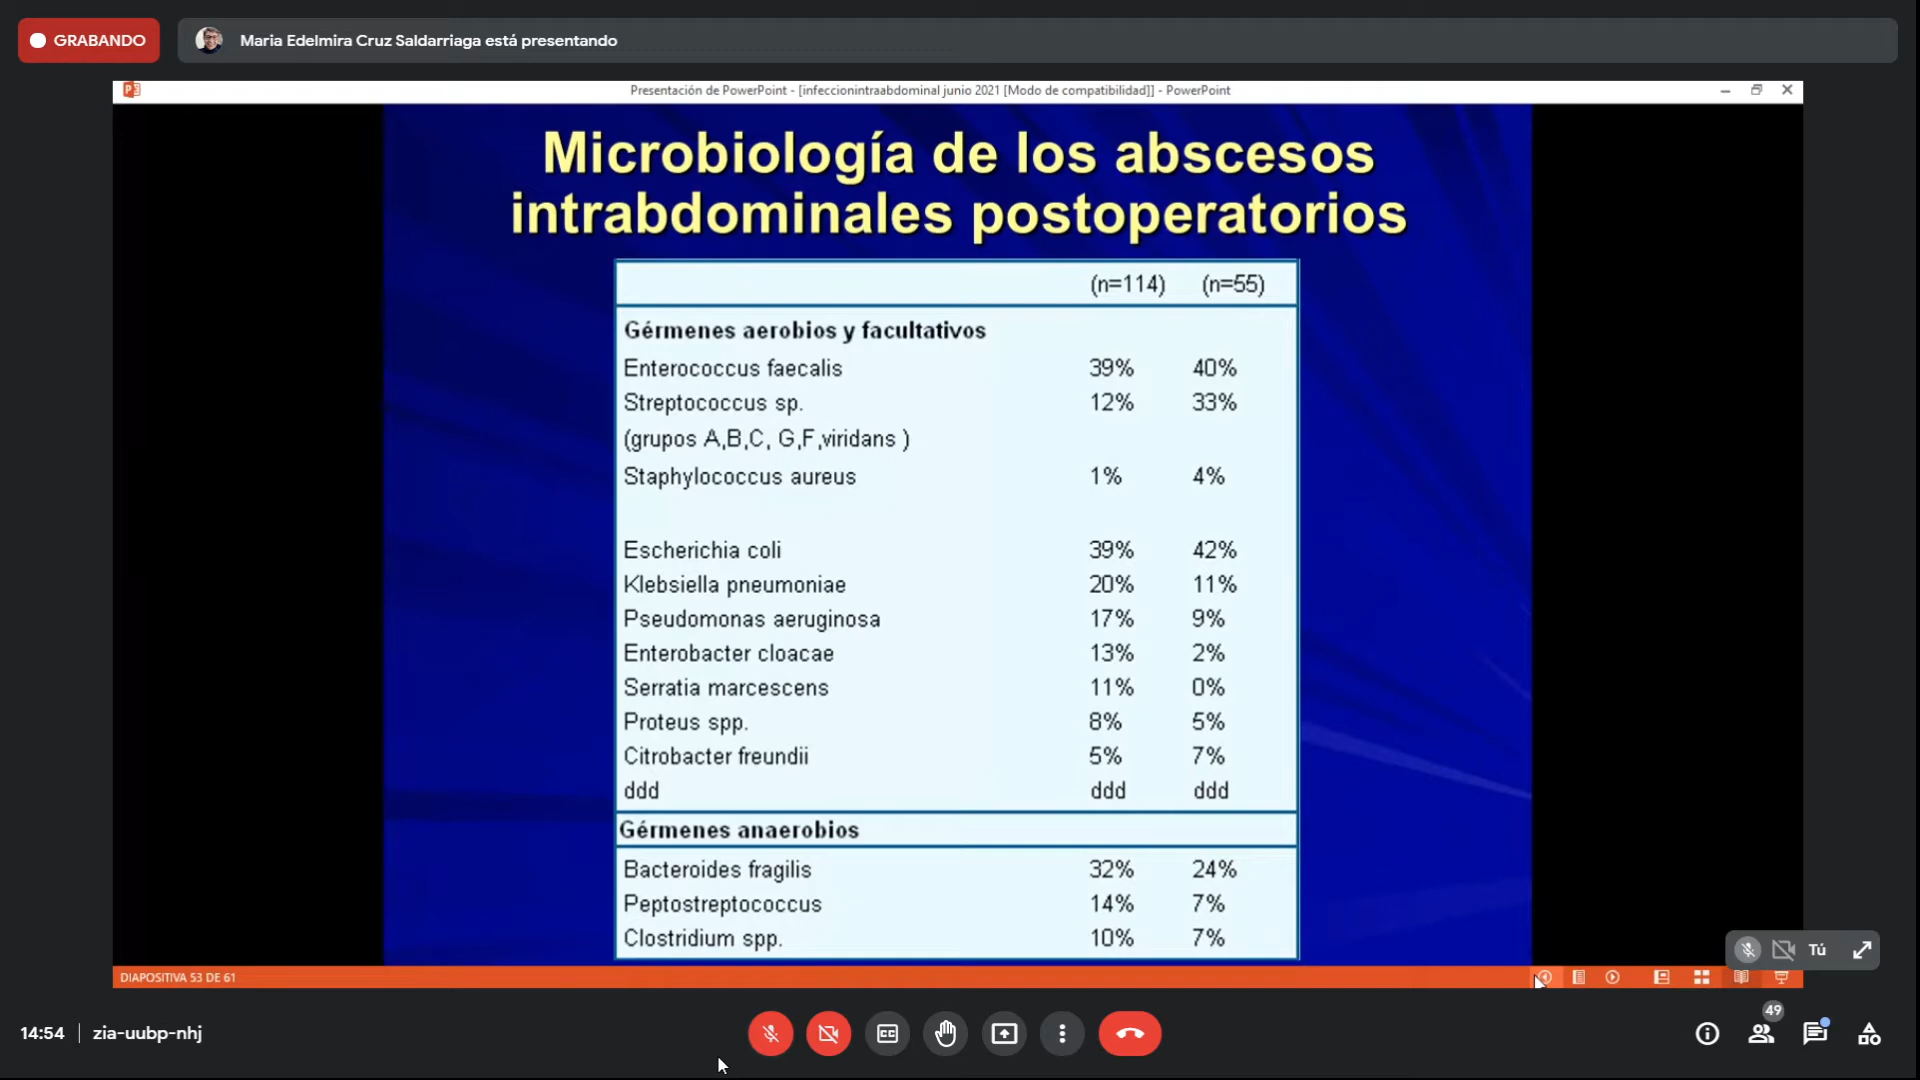 GRABANDO
Maria Edelmira Cruz Saldarriaga está presentando
Presentación de PowerPoint - [infeccionintraabdominal junio 2021 [Modo de compatibilidad]] - PowerPoint
Microbiología de los abscesos
intrabdominales postoperatorios
(n=114) (n=55)
Gérmenes aerobios y facultativos
Enterococcus faecalis 39% 40%
Streptococcus sp. 12% 33%
(grupos A,B,C, G,F,viridans )
Staphylococcus aureus 1% 4%
Escherichia coli 39% 42%
Klebsiella pneumoniae 20% 11%
Pseudomonas aeruginosa 17% 9%
Enterobacter cloacae 13% 2%
Serratia marcescens 11% 0%
Proteus spp. 8% 5%
Citrobacter freundii 5% 7%
ddd ddd ddd
Gérmenes anaerobios
Bacteroides fragilis 32% 24%
Peptostreptococcus 14% 7%
Clostridium spp. 10% 7%
Tú
DIAPOSITIVA 53 DE 61
14:54 zia-uubp-nhj
CC
49